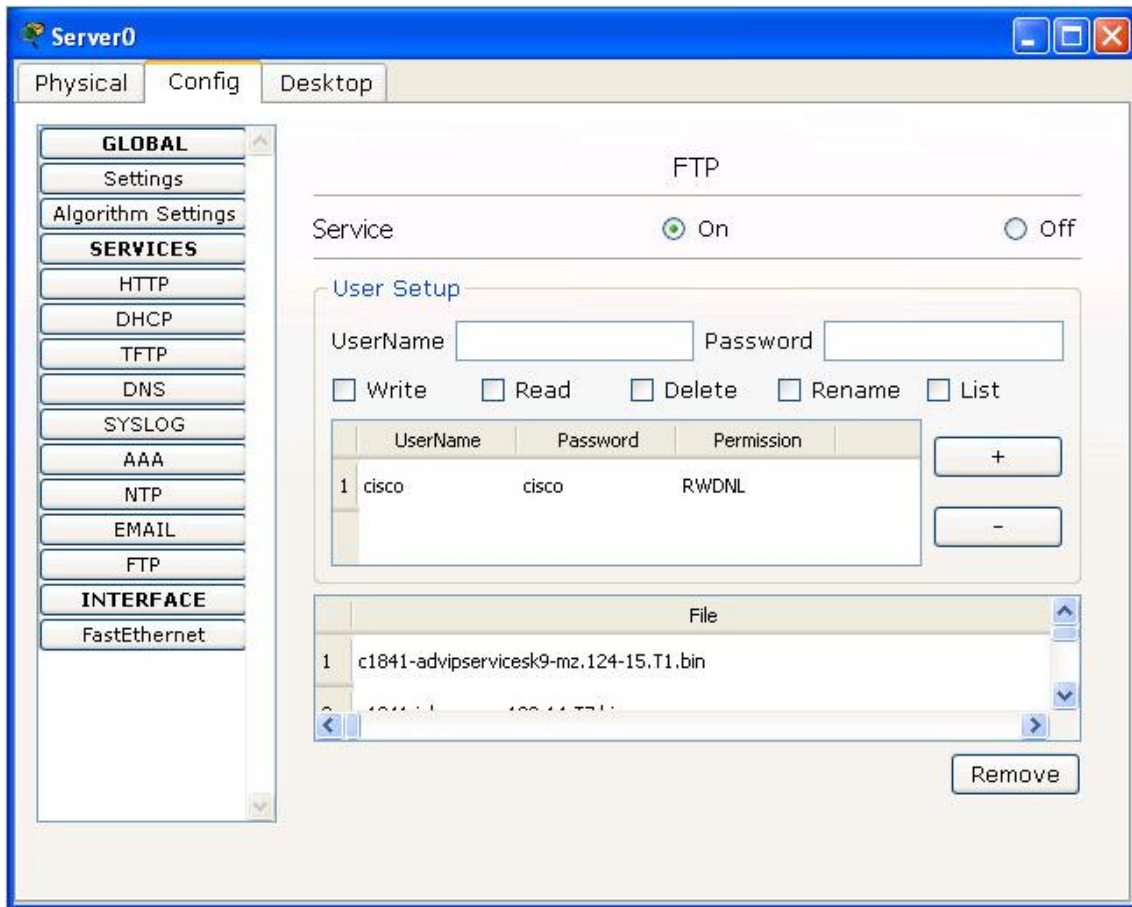 Server0
Physical Config Desktop
GLOBAL
Settings
Algorithm Settings
SERVICES
HTTP
DHCP
TFTP
DNS
SYSLOG
AAA
NTP
EMAIL
FTP
INTERFACE
FastEthernet
FTP
Service On Off
User Setup
UserName Password
Write Read Delete Rename List
UserName Password Permission
1 cisco cisco RWDNL
+
-
File
1 c1841-advipservicesk9-mz.124-15.T1.bin
Remove